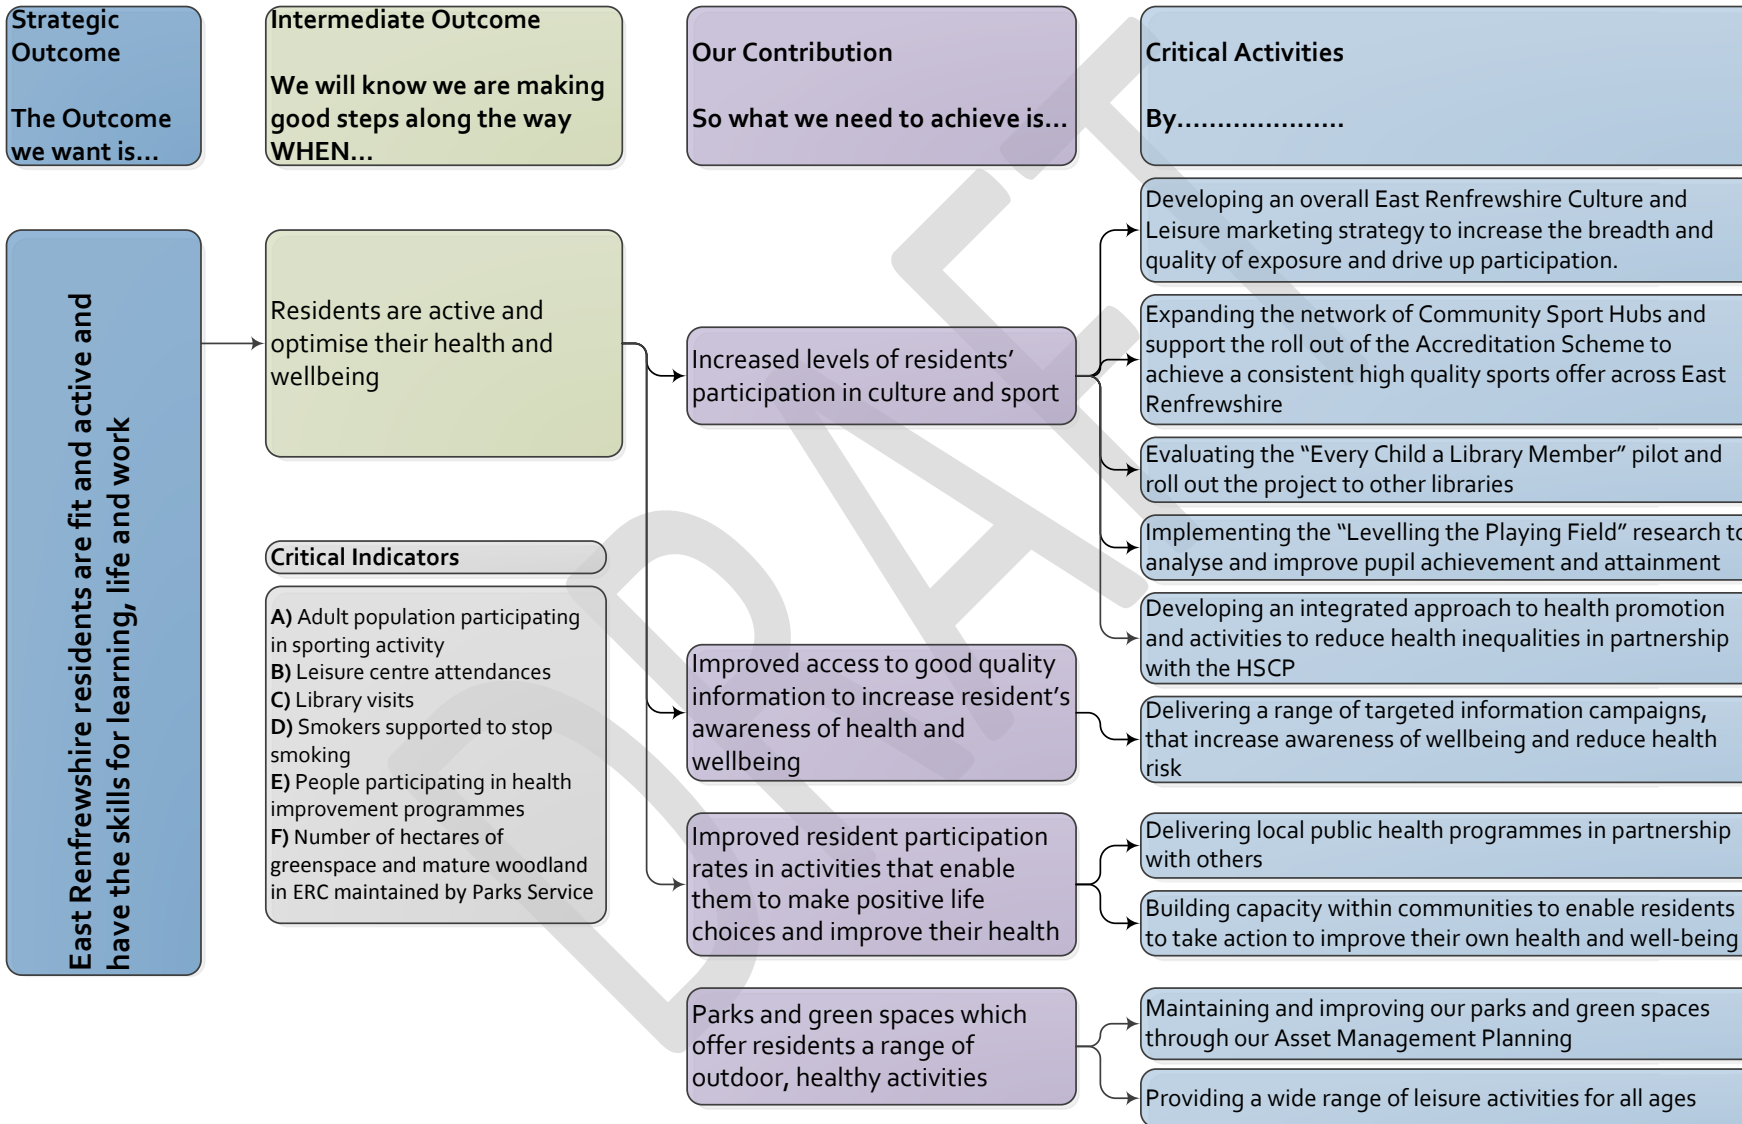 Strategic
Outcome
The Outcome
we want is...
Intermediate Outcome
We will know we are making
good steps along the way
WHEN...
Our Contribution
So what we need to achieve is...
Critical Activities
By.....................
East Renfrewshire residents are fit and active and
have the skills for learning, life and work
Residents are active and
optimise their health and
wellbeing
Critical Indicators
A) Adult population participating
in sporting activity
B) Leisure centre attendances
C) Library visits
D) Smokers supported to stop
smoking
E) People participating in health
improvement programmes
F) Number of hectares of
greenspace and mature woodland
in ERC maintained by Parks Service
Increased levels of residents’
participation in culture and sport
Improved access to good quality
information to increase resident’s
awareness of health and
wellbeing
Improved resident participation
rates in activities that enable
them to make positive life
choices and improve their health
Parks and green spaces which
offer residents a range of
outdoor, healthy activities
Developing an overall East Renfrewshire Culture and
Leisure marketing strategy to increase the breadth and
quality of exposure and drive up participation.
Expanding the network of Community Sport Hubs and
support the roll out of the Accreditation Scheme to
achieve a consistent high quality sports offer across East
Renfrewshire
Evaluating the “Every Child a Library Member” pilot and
roll out the project to other libraries
Implementing the “Levelling the Playing Field” research to
analyse and improve pupil achievement and attainment
Developing an integrated approach to health promotion
and activities to reduce health inequalities in partnership
with the HSCP
Delivering a range of targeted information campaigns,
that increase awareness of wellbeing and reduce health
risk
Delivering local public health programmes in partnership
with others
Building capacity within communities to enable residents
to take action to improve their own health and well-being
Maintaining and improving our parks and green spaces
through our Asset Management Planning
Providing a wide range of leisure activities for all ages
DRAFT